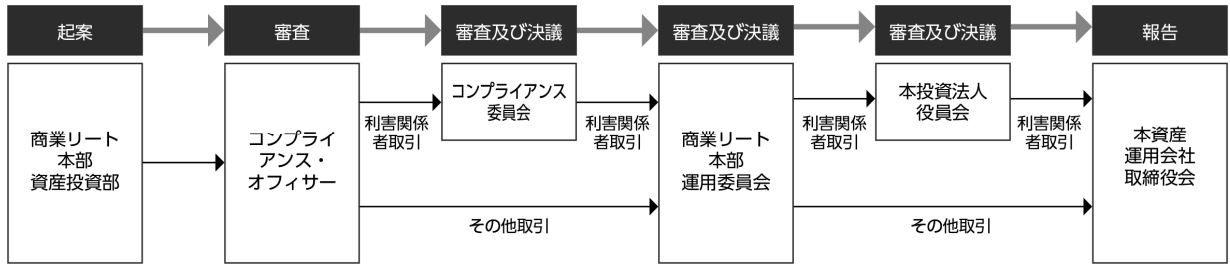 起案
審査
審査及び決議
審査及び決議
審査及び決議
報告
商業リート
本部
資産投資部
コンプライ
アンス・
オフィサー
利害関係
者取引
コンプライアンス
委員会
利害関係
者取引
商業リート
本部
運用委員会
利害関係
者取引
本投資法人
役員会
利害関係
者取引
本資産
運用会社
取締役会
その他取引
その他取引